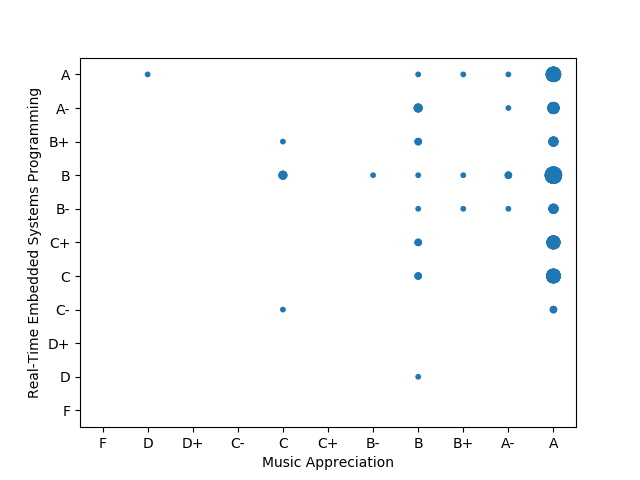 Real-Time Embedded Systems Programming
A
A-
B+
B
B-
C+
C
C-
D+
D
F
F D D+ C- C C+ B- B B+ A- A
Music Appreciation